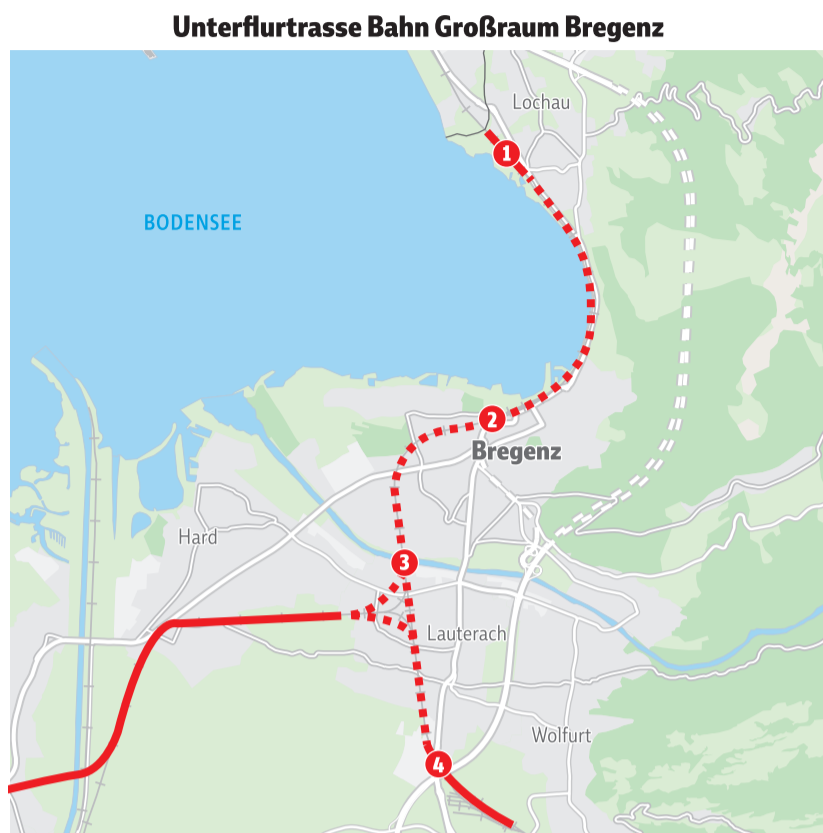 Unterflurtrasse Bahn Großraum Bregenz
Lochau
1
BODENSEE
2
Bregenz
Hard
3
Lauterach
Wolfurt
4